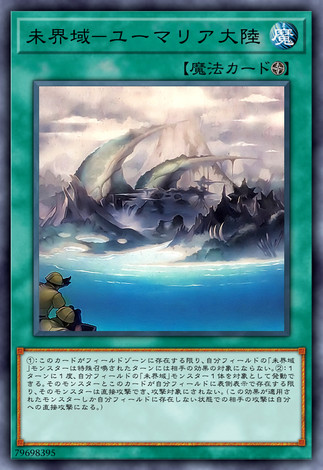 未界域-ユーマリア大陸
魔
【魔法カード】
①:このカードがフィールドゾーンに存在する限り、自分フィールドの「未界域
」モンスターは特殊召喚されたターンには相手の効果の対象にならない。②:1
ターンに1度、自分フィールドの「未界域」モンスター1体を対象として発動で
きる。そのモンスターとこのカードが自分フィールドに表側表示で存在する限
り、そのモンスターは直接攻撃でき、攻撃対象にされない。(この効果が適用さ
れたモンスターしか自分フィールドに存在しない状態での相手の攻撃は自分
への直接攻撃になる。)
79698395